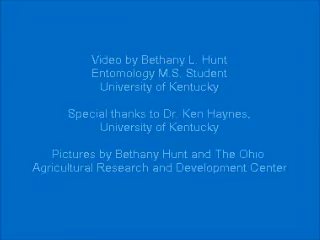 Video by Bethany L. Hunt
Entomology M.S. Student
University of Kentucky
Special thanks to Dr. Ken Haynes,
University of Kentucky
Pictures by Bethany Hunt and The Ohio
Agricultural Research and Development Center